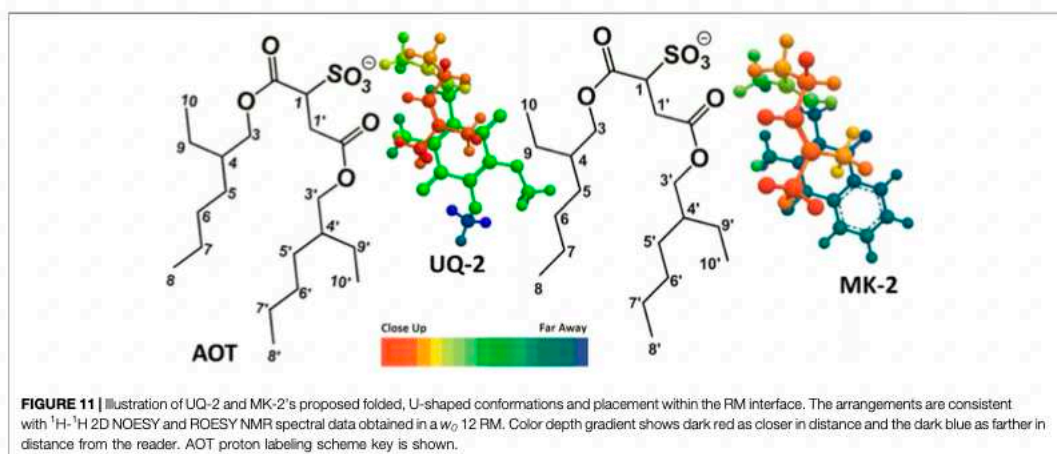 O
SO₃⊖
10
O
1
3
1'
O
9
4
5
O
3'
6
4'
7
5'
9'
8
10'
6'
7'
AOT
8'
UQ-2
O
SO₃⊖
10
O
1
3
1'
O
9
4
5
O
3'
6
4'
7
5'
9'
8
10'
6'
7'
8'
MK-2
Close Up Far Away
FIGURE 11 | Illustration of UQ-2 and MK-2's proposed folded, U-shaped conformations and placement within the RM interface. The arrangements are consistent
with ¹H-¹H 2D NOESY and ROESY NMR spectral data obtained in a w₀ 12 RM. Color depth gradient shows dark red as closer in distance and the dark blue as farther in
distance from the reader. AOT proton labeling scheme key is shown.